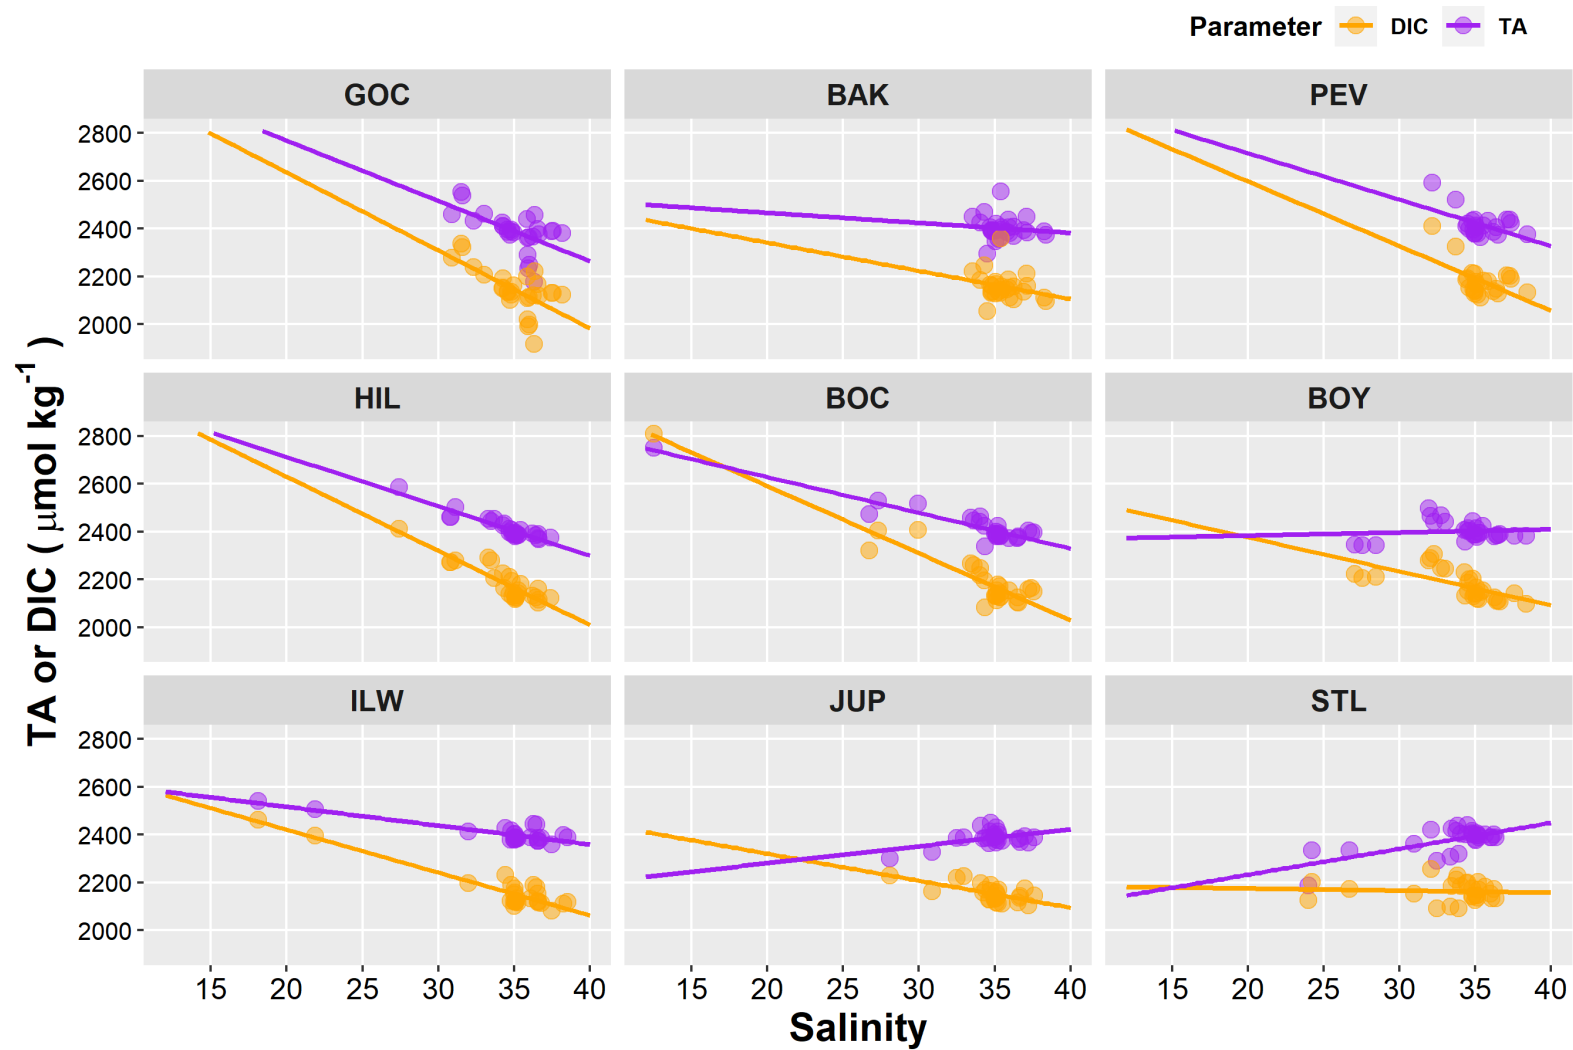 Parameter DIC TA
GOC BAK PEV
2800
2600
2400
2200
2000
HIL BOC BOY
2800
2600
2400
2200
2000
ILW JUP STL
2800
2600
2400
2200
2000
TA or DIC ( μmol kg⁻¹ )
15 20 25 30 35 40 15 20 25 30 35 40 15 20 25 30 35 40
Salinity